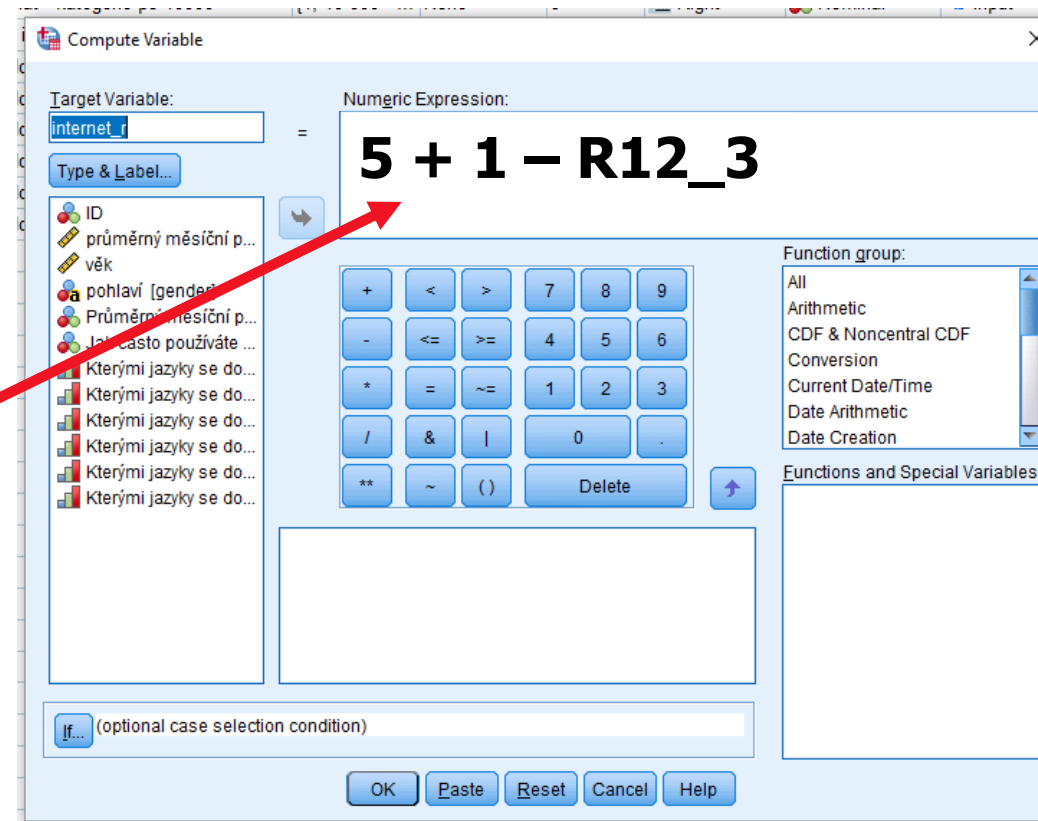 Compute Variable
Target Variable:
internet_r
=
Numeric Expression:
5 + 1 – R12_3
Type & Label...
ID
průměrný měsíční p...
věk
pohlaví [gender]
Průměrný měsíční p...
Jak často používáte ...
Kterými jazyky se do...
Kterými jazyky se do...
Kterými jazyky se do...
Kterými jazyky se do...
Kterými jazyky se do...
Kterými jazyky se do...
+ < > 7 8 9
- <= >= 4 5 6
* = ~= 1 2 3
/ & | 0 .
** ~ ( ) Delete
Function group:
All
Arithmetic
CDF & Noncentral CDF
Conversion
Current Date/Time
Date Arithmetic
Date Creation
Functions and Special Variables
If... (optional case selection condition)
OK Paste Reset Cancel Help